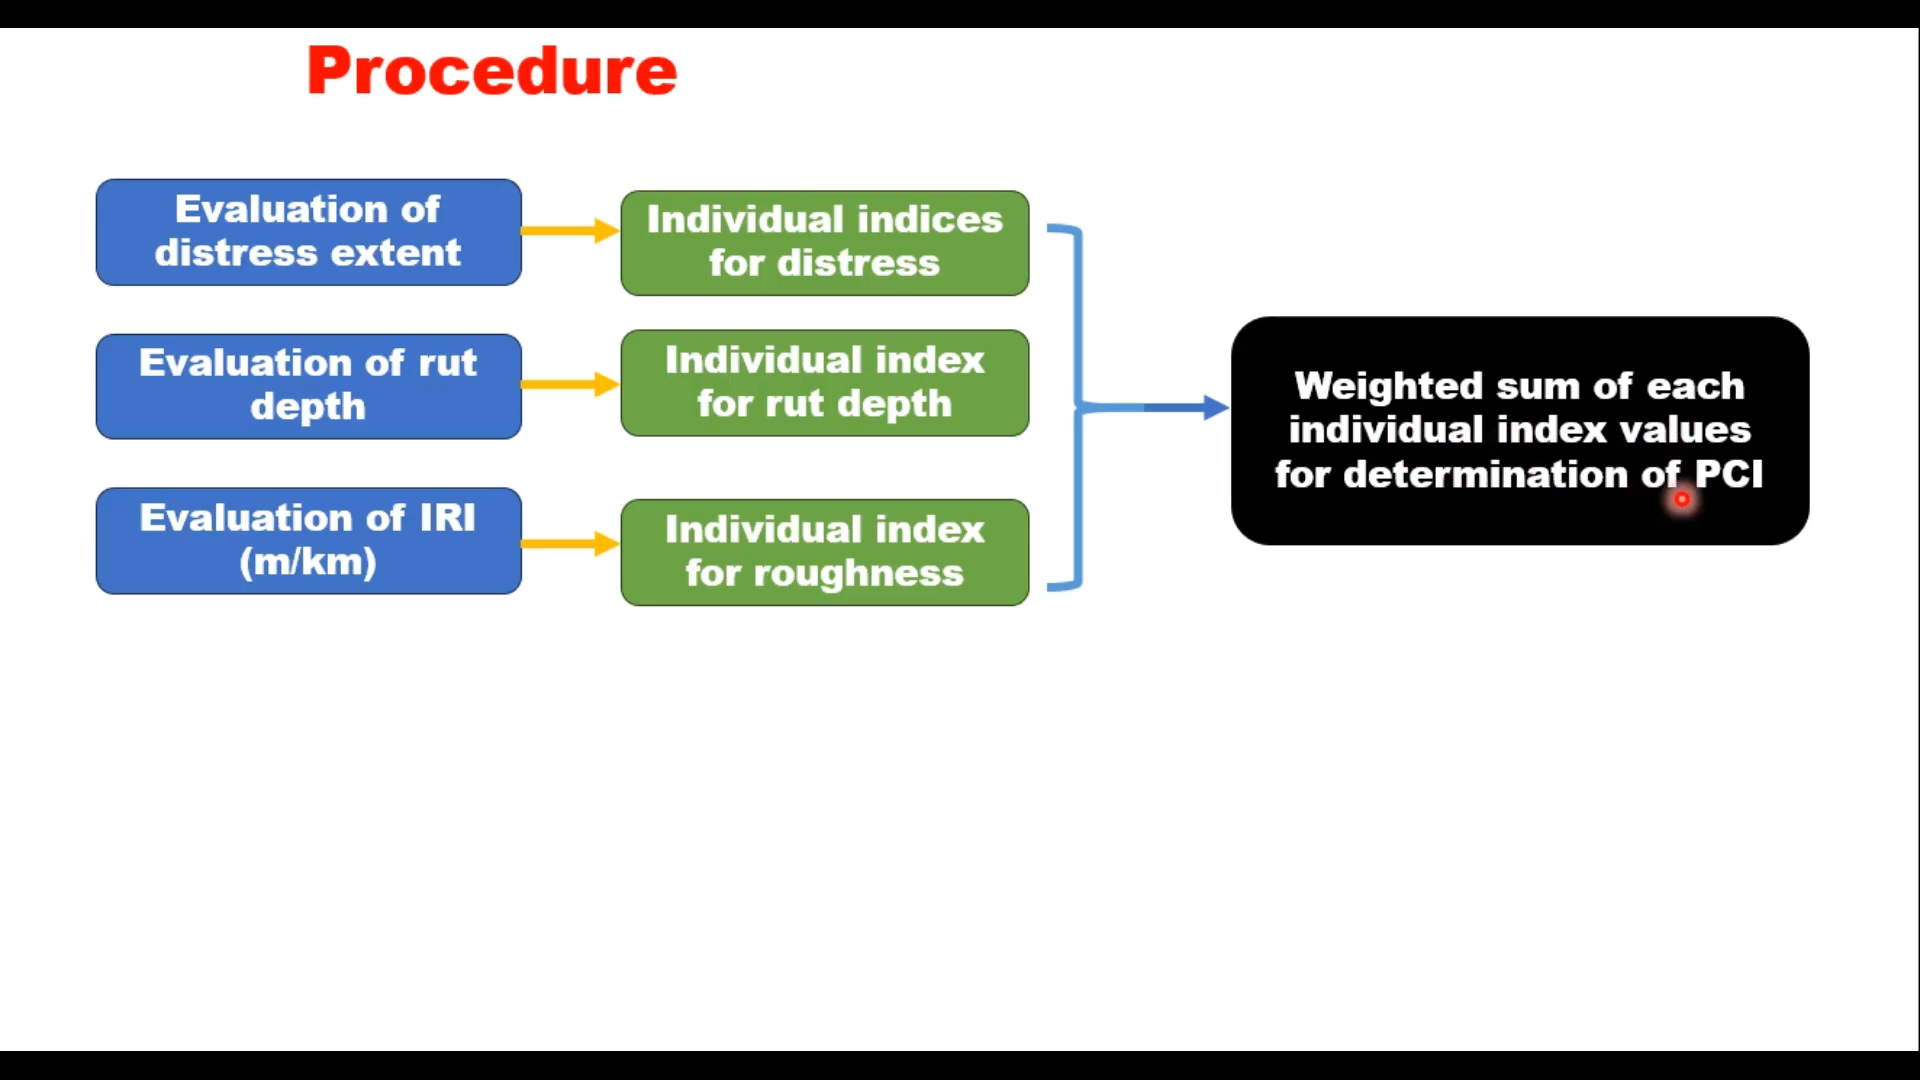 Procedure
Evaluation of
distress extent
Individual indices
for distress
Evaluation of rut
depth
Individual index
for rut depth
Evaluation of IRI
(m/km)
Individual index
for roughness
Weighted sum of each
individual index values
for determination of PCI